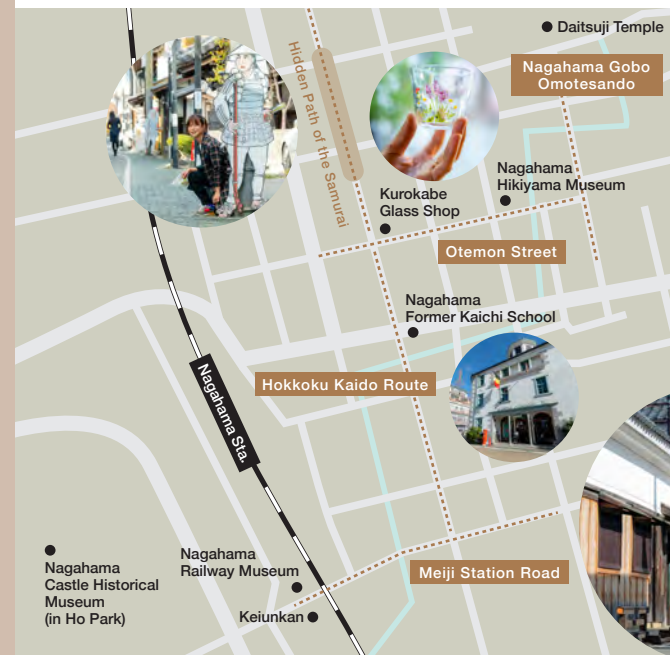 Daitsuji Temple
Nagahama Gobo
Omotesando
Hidden Path of the Samurai
Nagahama
Hikiyama Museum
Kurokabe
Glass Shop
Otemon Street
Nagahama
Former Kaichi School
Hokkoku Kaido Route
Nagahama Sta.
Nagahama
Castle Historical
Museum
(in Ho Park)
Nagahama
Railway Museum
Meiji Station Road
Keiunkan